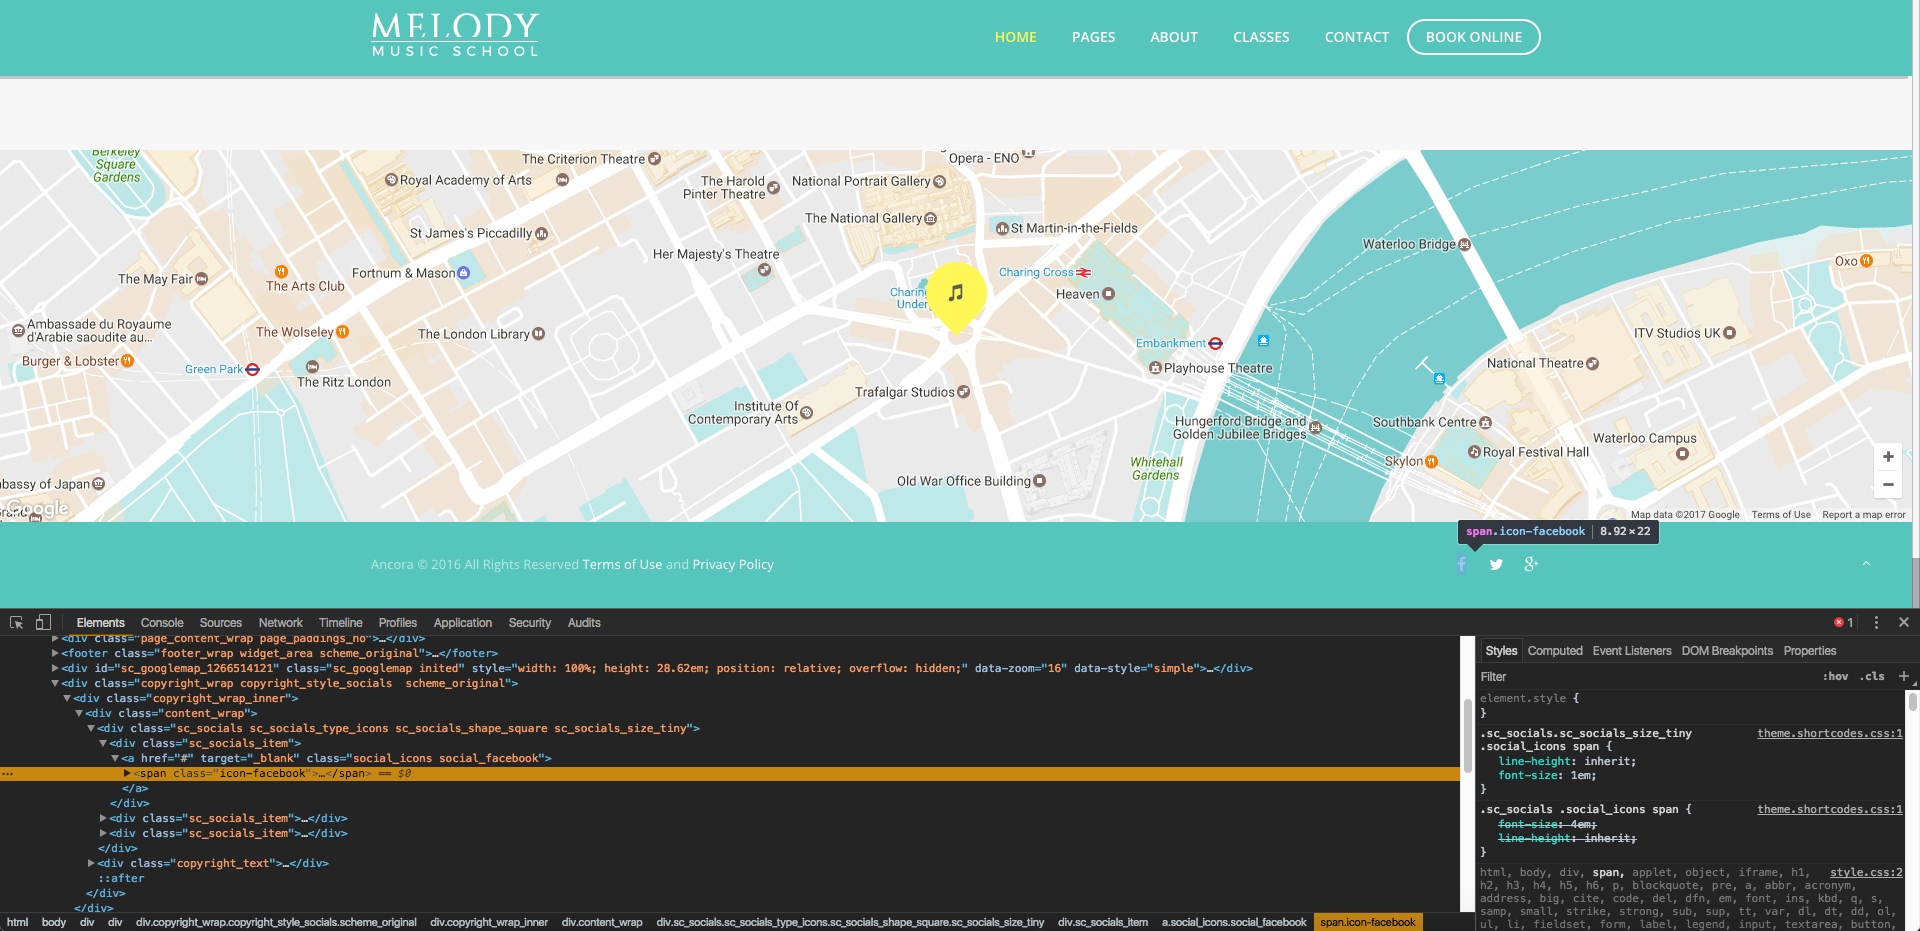 MELODY
MUSIC SCHOOL
HOME PAGES ABOUT CLASSES CONTACT BOOK ONLINE
Berkeley
Square
Gardens
The Criterion Theatre
Opera - ENO
Royal Academy of Arts
The Harold
Pinter Theatre
National Portrait Gallery
The National Gallery
St Martin-in-the-Fields
St James's Piccadilly
Her Majesty's Theatre
Waterloo Bridge
Oxo
The May Fair
The Arts Club
Fortnum & Mason
Charing Cross
Heaven
Charing
Underg
Ambassade du Royaume
d'Arabie saoudite au...
The Wolseley
The London Library
ITV Studios UK
Burger & Lobster
Green Park
The Ritz London
Embankment
Playhouse Theatre
National Theatre
Trafalgar Studios
Institute Of
Contemporary Arts
Hungerford Bridge and
Golden Jubilee Bridges
Southbank Centre
Waterloo Campus
Whitehall
Gardens
Skylon
Royal Festival Hall
bassy of Japan
Old War Office Building
Google
Map data ©2017 Google Terms of Use Report a map error
span.icon-facebook | 8.92×22
Ancora © 2016 All Rights Reserved Terms of Use and Privacy Policy
Elements Console Sources Network Timeline Profiles Application Security Audits 1
<div class="page_content_wrap page_paddings_no">…</div>
<footer class="footer_wrap widget_area scheme_original">…</footer>
<div id="sc_googlemap_1266514121" class="sc_googlemap inited" style="width: 100%; height: 28.62em; position: relative; overflow: hidden;" data-zoom="16" data-style="simple">…</div>
<div class="copyright_wrap copyright_style_socials  scheme_original">
<div class="copyright_wrap_inner">
<div class="content_wrap">
<div class="sc_socials sc_socials_type_icons sc_socials_shape_square sc_socials_size_tiny">
<div class="sc_socials_item">
<a href="#" target="_blank" class="social_icons social_facebook">
<span class="icon-facebook">…</span> == $0
</a>
</div>
<div class="sc_socials_item">…</div>
<div class="sc_socials_item">…</div>
</div>
<div class="copyright_text">…</div>
::after
</div>
</div>
html body div div div.copyright_wrap.copyright_style_socials.scheme_original div.copyright_wrap_inner div.content_wrap div.sc_socials.sc_socials_type_icons.sc_socials_shape_square.sc_socials_size_tiny div.sc_socials_item a.social_icons.social_facebook span.icon-facebook
Styles Computed Event Listeners DOM Breakpoints Properties
Filter :hov .cls +
element.style {
}
.sc_socials.sc_socials_size_tiny theme.shortcodes.css:1
.social_icons span {
line-height: inherit;
font-size: 1em;
}
.sc_socials .social_icons span { theme.shortcodes.css:1
font-size: 4em;
line-height: inherit;
}
html, body, div, span, applet, object, iframe, h1, style.css:2
h2, h3, h4, h5, h6, p, blockquote, pre, a, abbr, acronym,
address, big, cite, code, del, dfn, em, font, ins, kbd, q, s,
samp, small, strike, strong, sub, sup, tt, var, dl, dt, dd, ol,
ul, li, fieldset, form, label, legend, input, textarea, button,